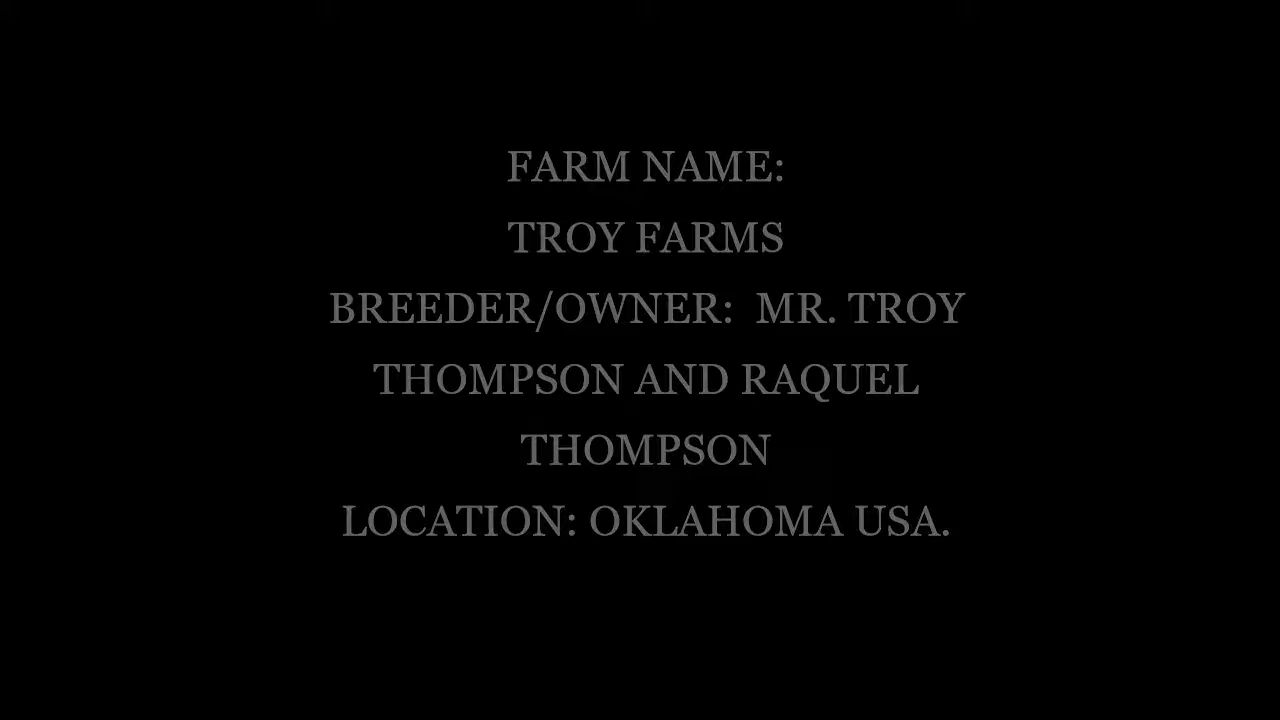 FARM NAME:
TROY FARMS
BREEDER/OWNER:  MR. TROY
THOMPSON AND RAQUEL
THOMPSON
LOCATION: OKLAHOMA USA.